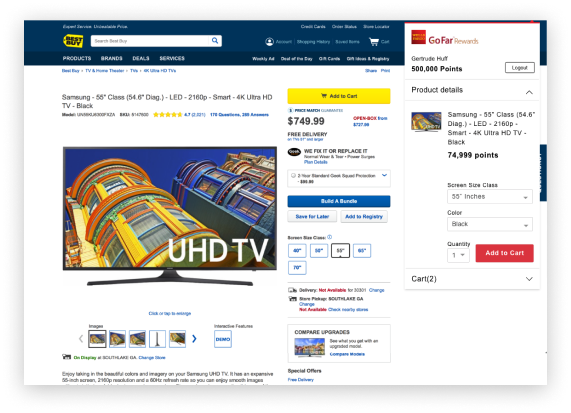 Expert Service. Unbeatable Price.
Credit Cards Order Status Store Locator
BEST BUY
Search Best Buy
Account Shopping History Saved Items Cart
PRODUCTS BRANDS DEALS SERVICES
Weekly Ad Deal of the Day Gift Cards Gift Ideas & Registry
Best Buy › TV & Home Theater › TVs › 4K Ultra HD TVs
Share Print
Samsung - 55" Class (54.6" Diag.) - LED - 2160p - Smart - 4K Ultra HD
TV - Black
4.7 (2,021) 170 Questions, 280 Answers
UHD TV
Click or tap to enlarge
Images
Interactive Features
DEMO
On Display at SOUTHLAKE GA Change Store
Enjoy taking in the beautiful colors and imagery on your Samsung UHD TV. It has an expansive
55-inch screen, 2160p resolution and a 60Hz refresh rate so you can enjoy smooth images
Add to Cart
PRICE MATCH GUARANTEE
$749.99
OPEN-BOX from
$727.99
FREE DELIVERY
on TVs 51" and larger
WE FIX IT OR REPLACE IT
Normal Wear & Tear • Power Surges
Plan Details
2 Year Standard Geek Squad Protection
- $99.99
Build A Bundle
Save for Later
Add to Registry
Screen Size Class:
40" 50" 55" 65"
70"
Delivery: Not Available for 30301 Change
Store Pickup: SOUTHLAKE GA
Change
Not Available Check nearby stores
COMPARE UPGRADES
See what you get with an
upgraded model.
Compare Models
Special Offers
Free Delivery
WELLS FARGO
GoFar Rewards
Gertrude Huff
500,000 Points
Logout
Product details
Samsung - 55" Class (54.6"
Diag.) - LED - 2160p -
Smart - 4K Ultra HD TV -
Black
74,999 points
Screen Size Class
55" Inches
Color
Black
Quantity
1
Add to Cart
Cart(2)